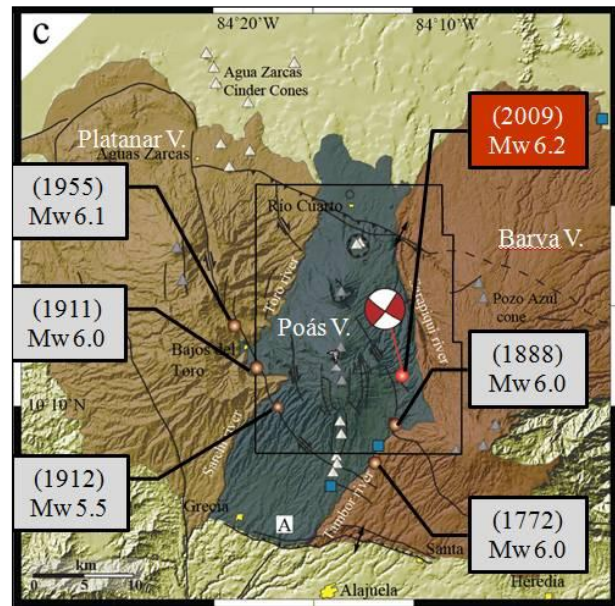 84°20'W
84°10'W
c
Agua Zarcas
Cinder Cones
Platanar V.
Aguas Zarcas
(2009)
Mw 6.2
(1955)
Mw 6.1
Río Cuarto
Barva V.
Toro river
Pozo Azul
cone
(1911)
Mw 6.0
Poás V.
Bajos del
Toro
(1888)
Mw 6.0
10°10'N
(1912)
Mw 5.5
Grecia
A
Tambor river
(1772)
Mw 6.0
Santa
km
0
5
10
Alajuela
Heredia